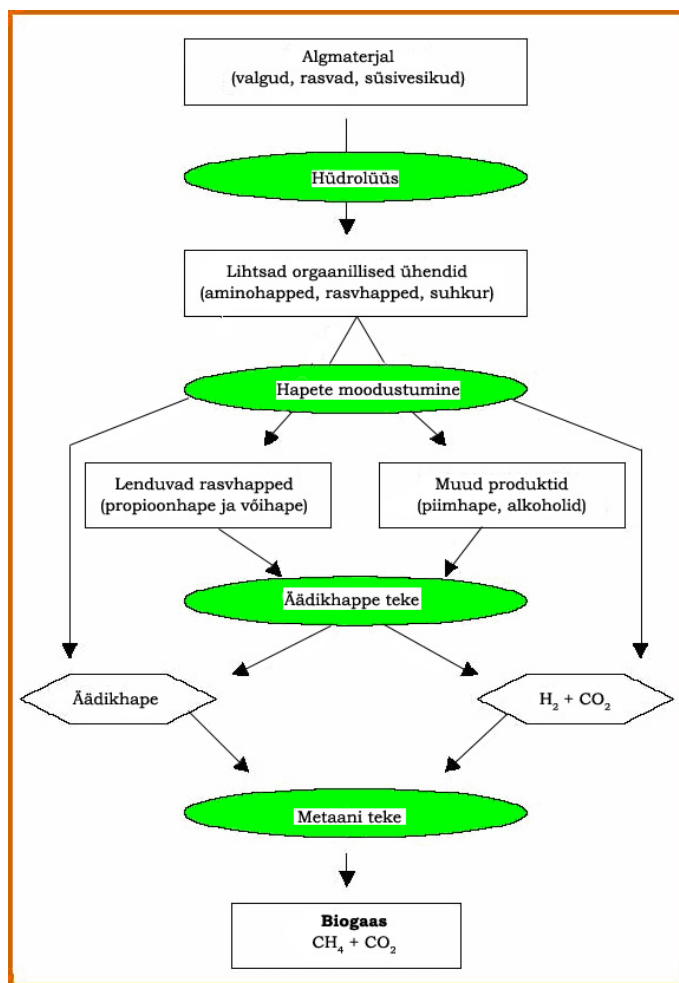 Algmaterjal
(valgud, rasvad, süsivesikud)
Hüdrolüüs
Lihtsad orgaanillised ühendid
(aminohapped, rasvhapped, suhkur)
Hapete moodustumine
Lenduvad rasvhapped
(propioonhape ja võihape)
Muud produktid
(piimhape, alkoholid)
Äädikhappe teke
Äädikhape
H₂ + CO₂
Metaani teke
Biogaas
CH₄ + CO₂